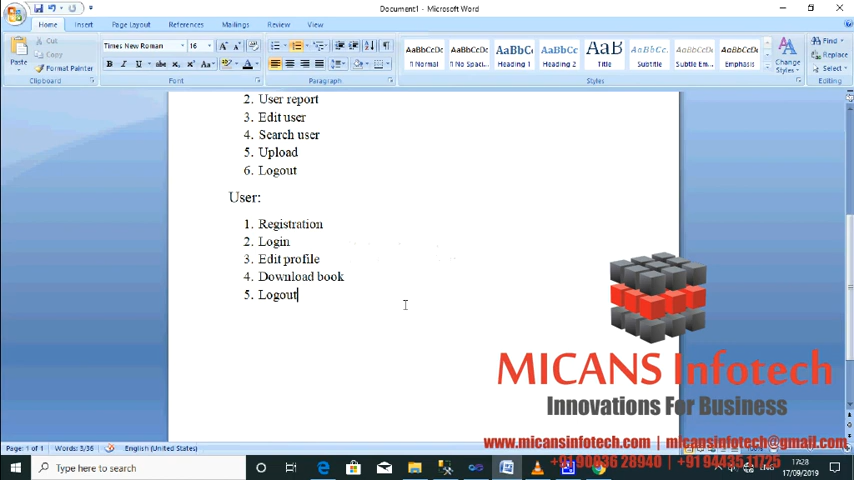 Document1 - Microsoft Word
Home Insert Page Layout References Mailings Review View
Cut
Copy
Format Painter
Paste
Clipboard
Times New Roman 16
Font
Paragraph
AaBbCcDc AaBbCcDc AaBbC AaBbCc AaB AaBbCc. AaBbCcDc AaBbCcDc
¶ Normal ¶ No Spaci... Heading 1 Heading 2 Title Subtitle Subtle Em... Emphasis
Change Styles
Styles
Find
Replace
Select
Editing
2. User report
3. Edit user
4. Search user
5. Upload
6. Logout
User:
1. Registration
2. Login
3. Edit profile
4. Download book
5. Logout
MICANS Infotech
Innovations For Business
www.micansinfotech.com | micansinfotech@gmail.com
+91 90036 28940 | +91 94435 11725
Page: 1 of 1 Words: 3/36 English (United States)
Type here to search
ENG
17:28
17/09/2019